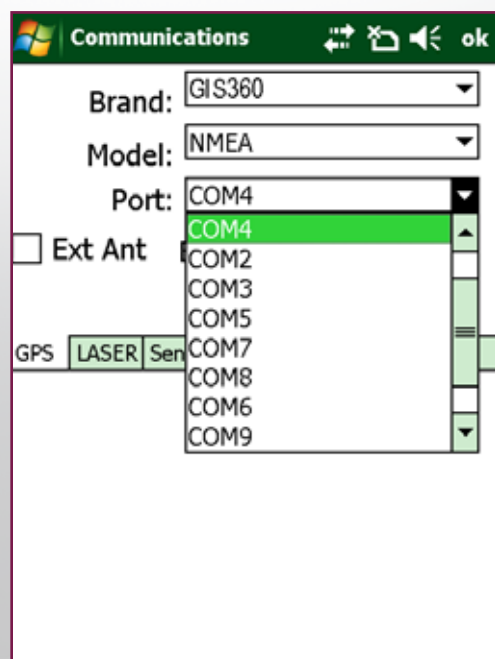 Communications ok
Brand: GIS360
Model: NMEA
Port: COM4
COM4
Ext Ant
COM2
COM3
COM5
GPS LASER Sen COM7
COM8
COM6
COM9